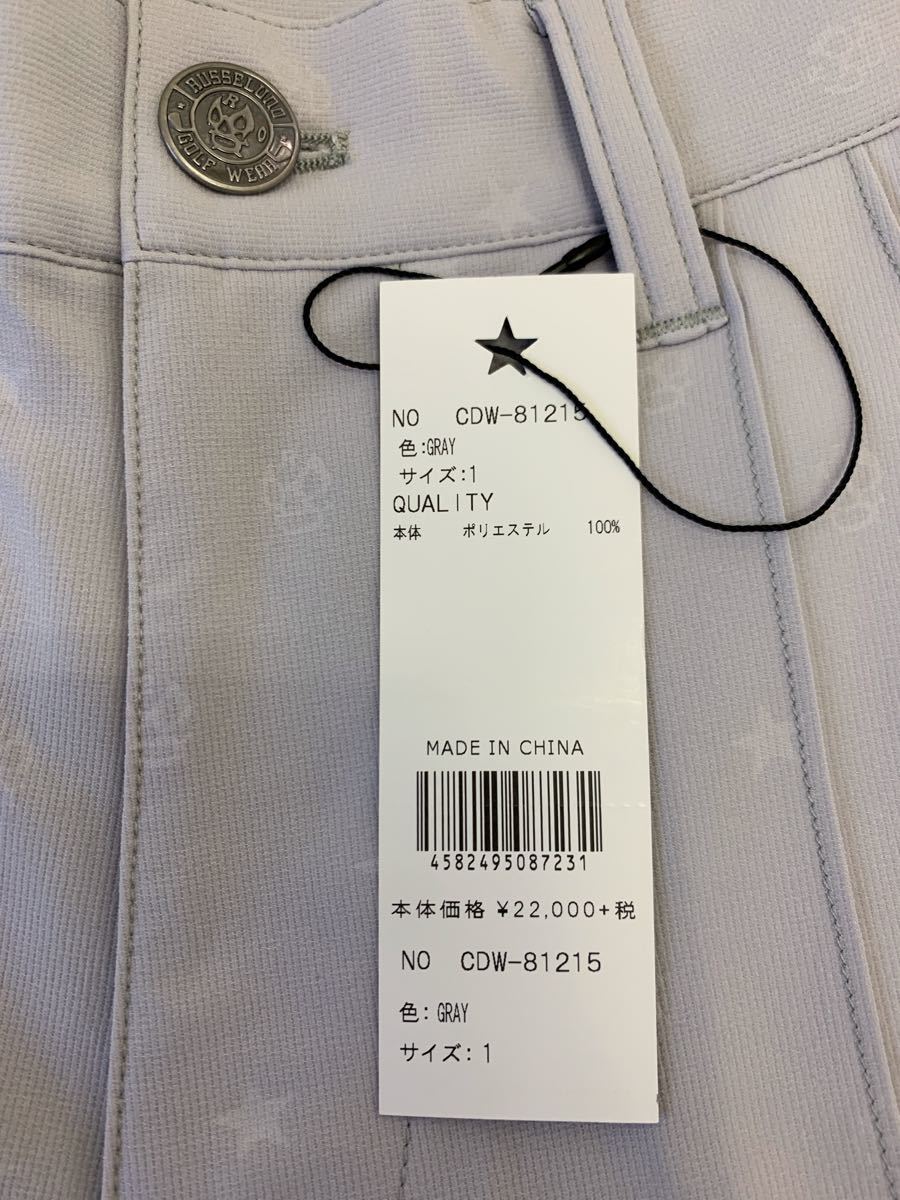 RUSSELUNO
R O
GOLF WEAR
NO CDW-81215
色:GRAY
サイズ:1
QUALITY
本体 ポリエステル 100%
MADE IN CHINA
4582495087231
本体価格 ¥22,000+税
NO CDW-81215
色: GRAY
サイズ: 1